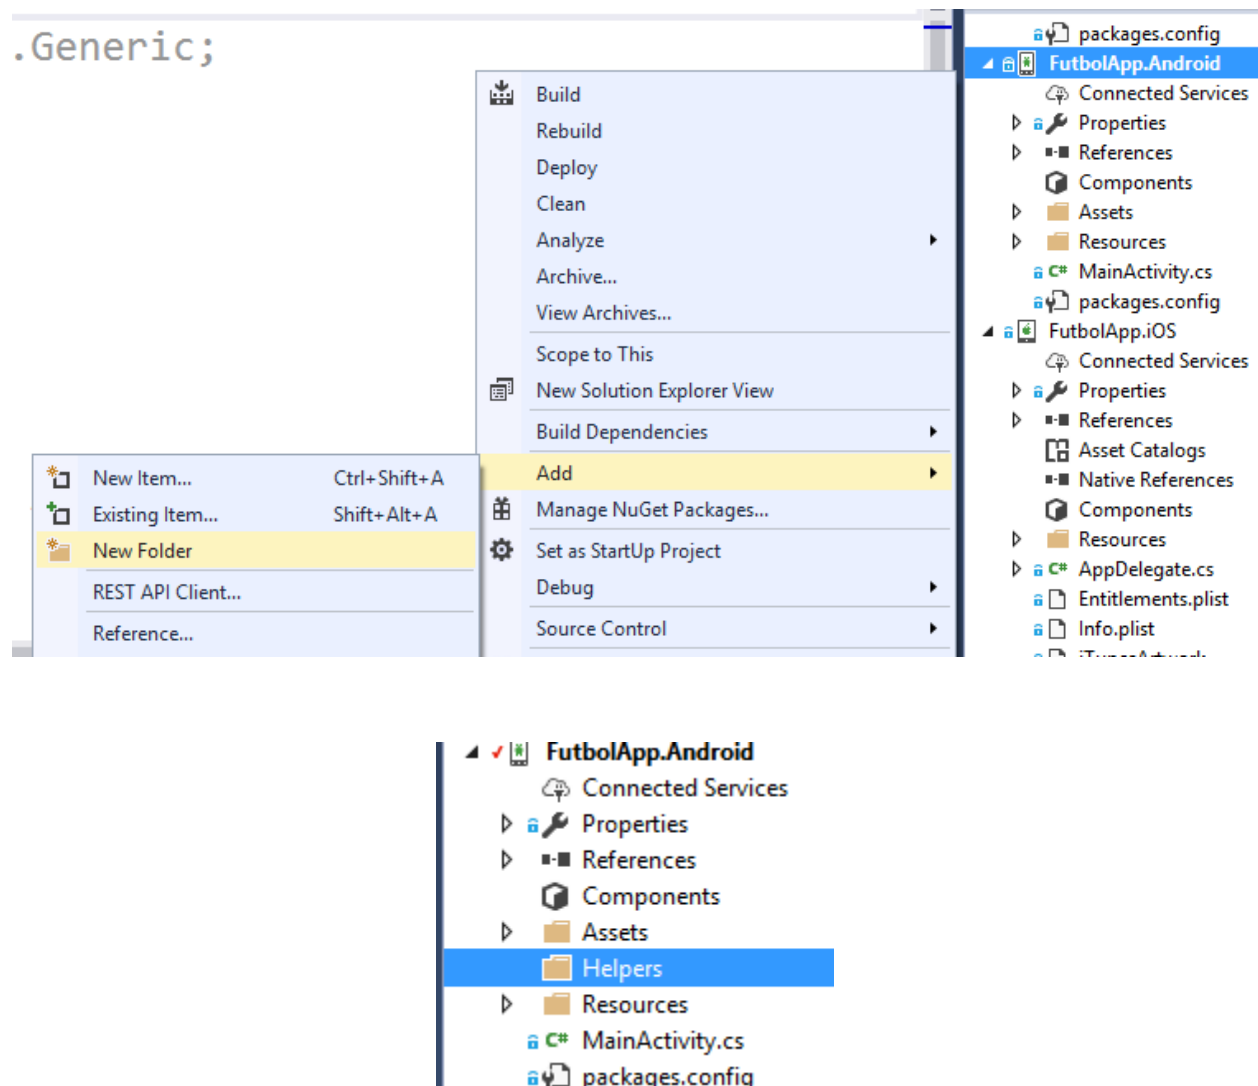 .Generic;
Build
Rebuild
Deploy
Clean
Analyze
Archive...
View Archives...
Scope to This
New Solution Explorer View
Build Dependencies
Add
Manage NuGet Packages...
Set as StartUp Project
Debug
Source Control
New Item... Ctrl+Shift+A
Existing Item... Shift+Alt+A
New Folder
REST API Client...
Reference...
packages.config
FutbolApp.Android
Connected Services
Properties
References
Components
Assets
Resources
C# MainActivity.cs
packages.config
FutbolApp.iOS
Connected Services
Properties
References
Asset Catalogs
Native References
Components
Resources
C# AppDelegate.cs
Entitlements.plist
Info.plist
iTunesArtwork
FutbolApp.Android
Connected Services
Properties
References
Components
Assets
Helpers
Resources
C# MainActivity.cs
packages.config